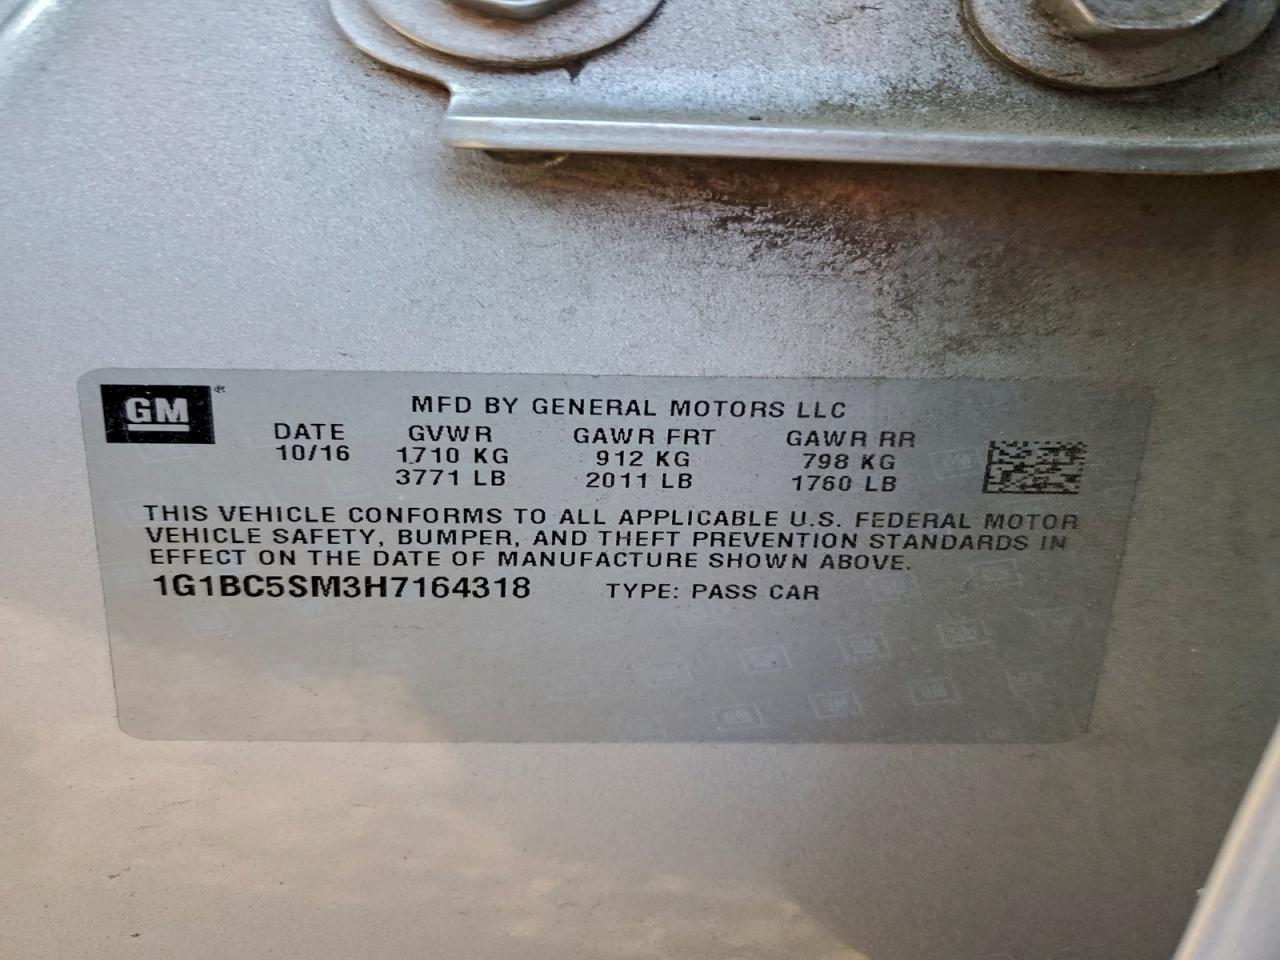 GM®
MFD BY GENERAL MOTORS LLC
DATE GVWR GAWR FRT GAWR RR
10/16 1710 KG 912 KG 798 KG
3771 LB 2011 LB 1760 LB
THIS VEHICLE CONFORMS TO ALL APPLICABLE U.S. FEDERAL MOTOR
VEHICLE SAFETY, BUMPER, AND THEFT PREVENTION STANDARDS IN
EFFECT ON THE DATE OF MANUFACTURE SHOWN ABOVE.
1G1BC5SM3H7164318 TYPE: PASS CAR